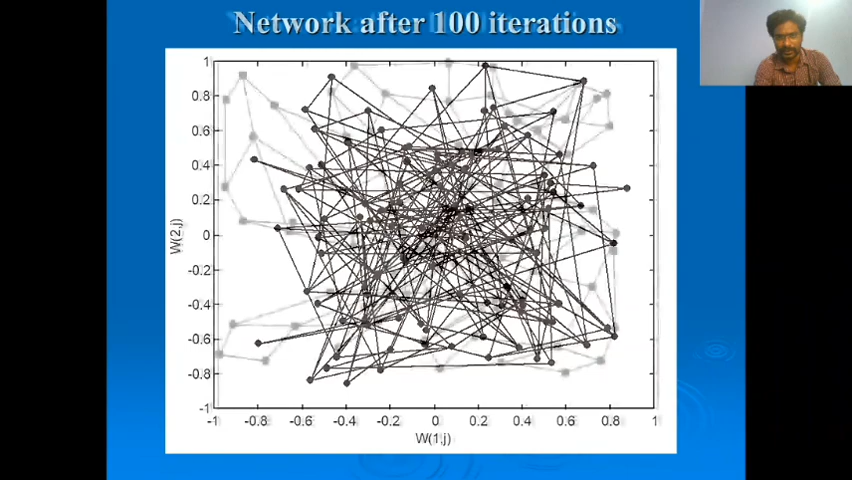 Network after 100 iterations
1
0.8
0.6
0.4
0.2
0
-0.2
-0.4
-0.6
-0.8
-1
W(2,j)
-1 -0.8 -0.6 -0.4 -0.2 0 0.2 0.4 0.6 0.8 1
W(1,j)